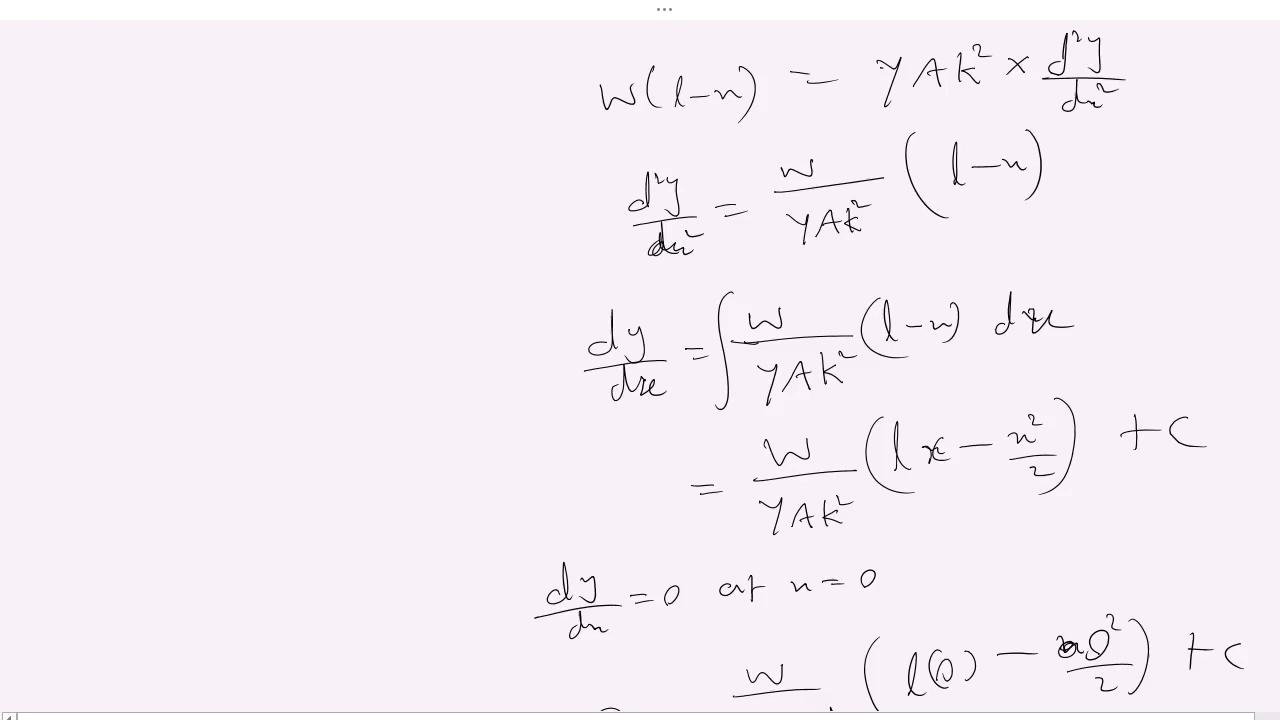 W(l-x) = YAK² × d²y/dx²
d²y/dx² = W/YAK² (l-x)
dy/dx = ∫ W/YAK² (l-x) dx
= W/YAK² (lx - x²/2) + C
dy/dx = 0 at x = 0
W (l(0) - 0²/2) + C